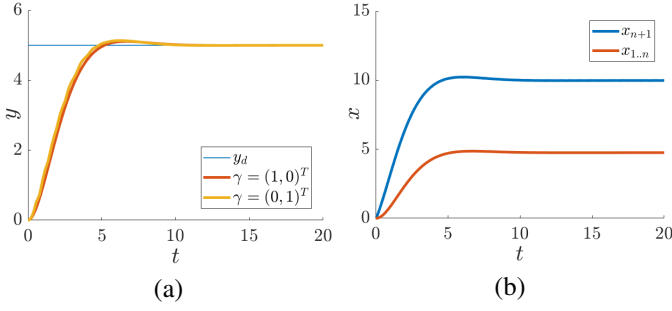 6
4
2
0
y
0
5
10
15
20
t
y_d
γ = (1, 0)^T
γ = (0, 1)^T
(a)
15
10
5
0
x
0
5
10
15
20
t
x_{n+1}
x_{1..n}
(b)